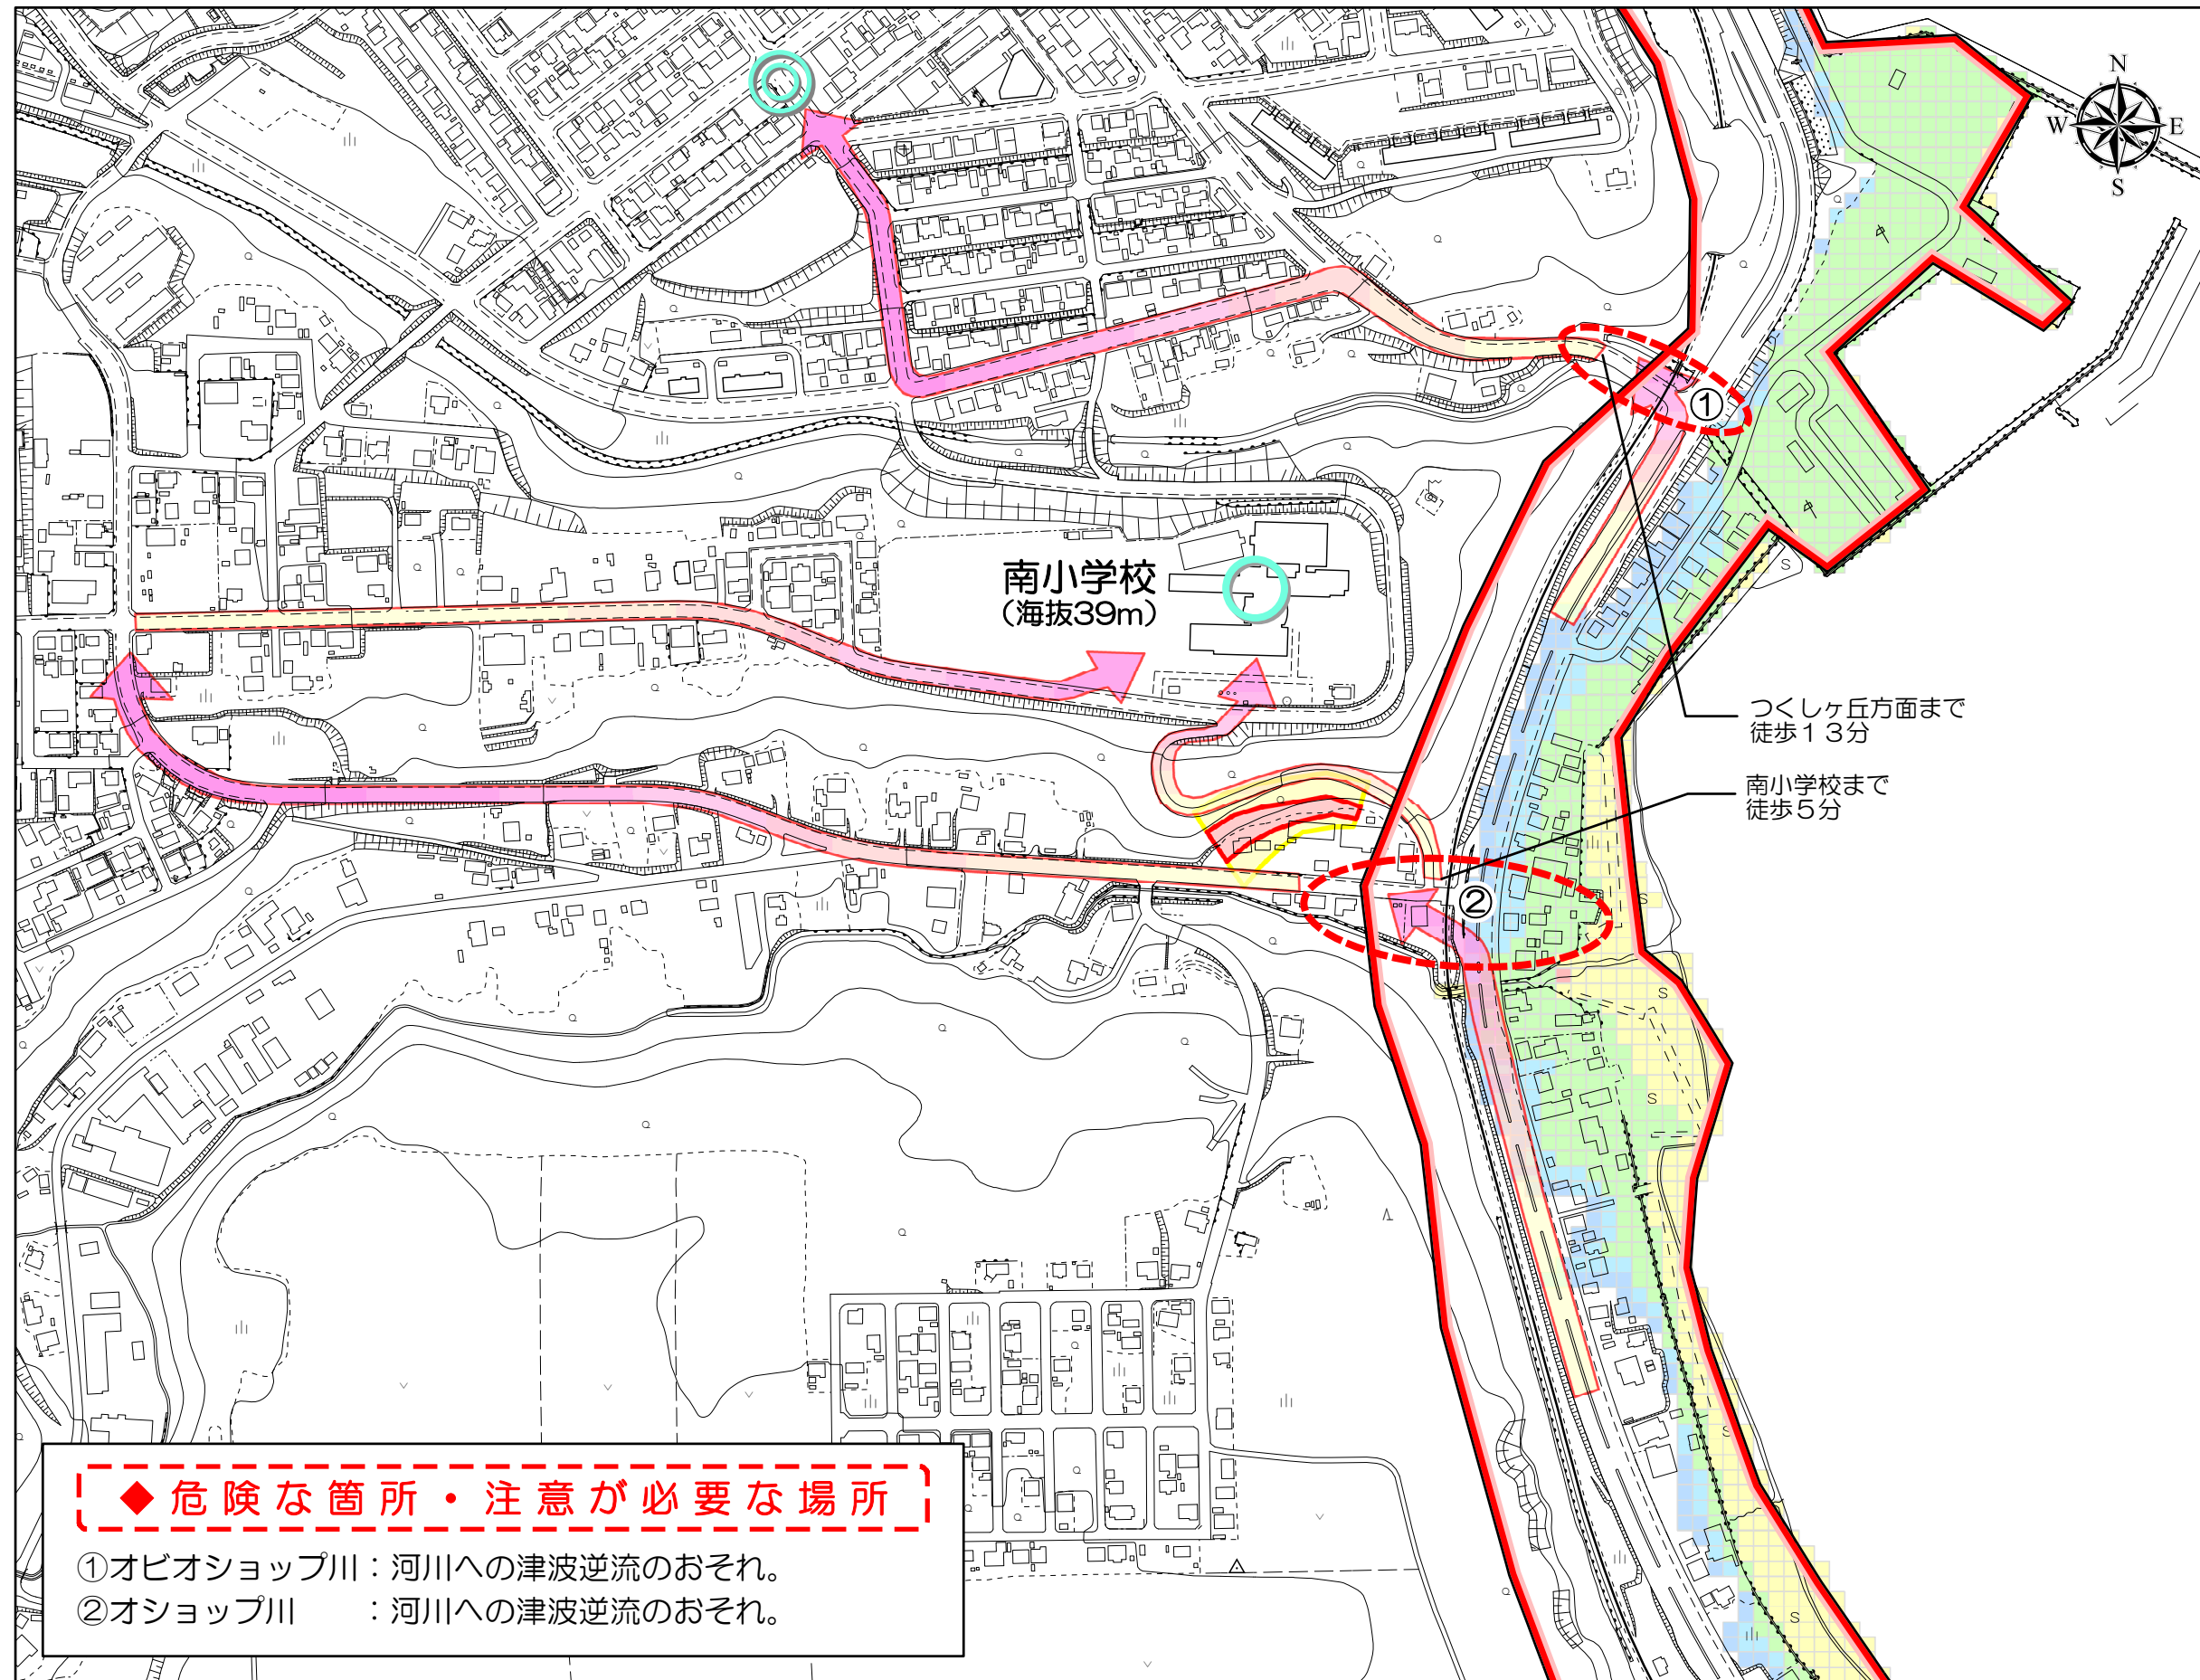 N
W
E
S
①
南小学校
（海抜39m）
つくしヶ丘方面まで
徒歩１３分
南小学校まで
徒歩５分
②
◆危険な箇所・注意が必要な場所
①オビオショップ川：河川への津波逆流のおそれ。
②オショップ川　　：河川への津波逆流のおそれ。